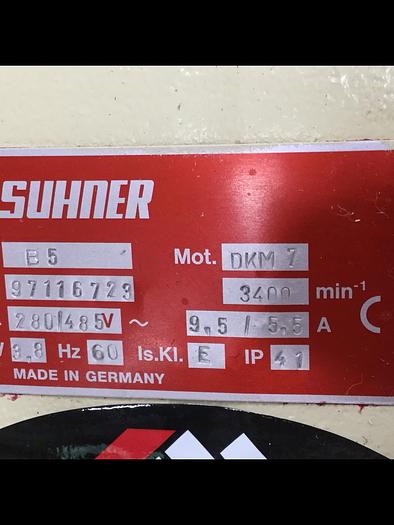 SUHNER
B 5 Mot. DKM 7
97116723 3400 min-1
280/485V ~ 9,5 / 5,5 A C
3,8 Hz 60 Is.Kl. E IP 41
MADE IN GERMANY